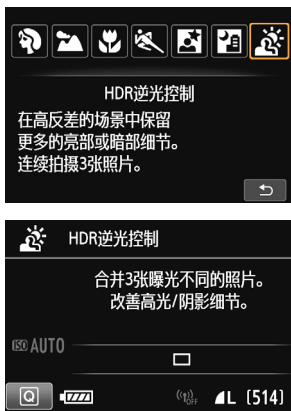 HDR逆光控制
在高反差的场景中保留
更多的亮部或暗部细节。
连续拍摄3张照片。
HDR逆光控制
合并3张曝光不同的照片。
改善高光/阴影细节。
ISO AUTO
Q OFF L [514]